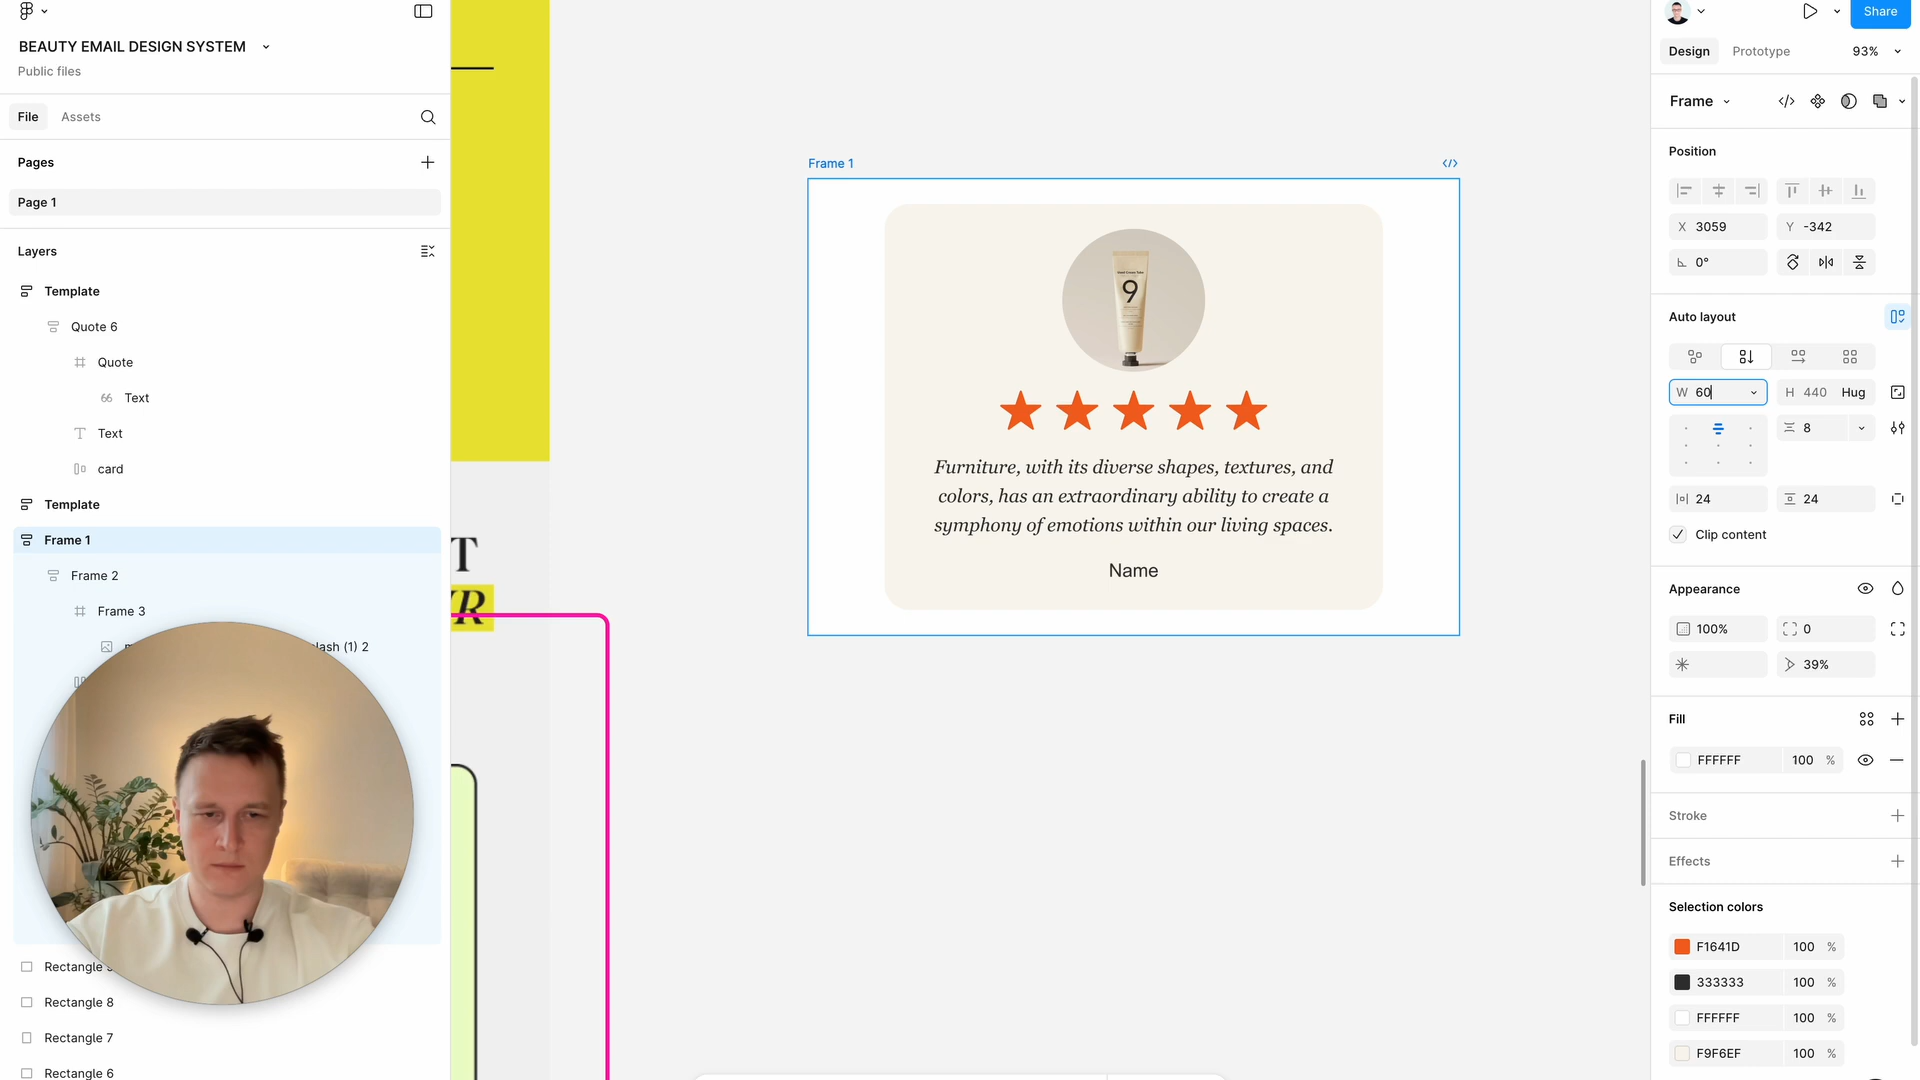 BEAUTY EMAIL DESIGN SYSTEM
Public files
File
Assets
Pages
Page 1
Layers
Template
Quote 6
Quote
Text
Text
card
Template
Frame 1
Frame 2
Frame 3
lash (1) 2
Rectangle
Rectangle 8
Rectangle 7
Rectangle 6
T
R
Frame 1
9
Furniture, with its diverse shapes, textures, and
colors, has an extraordinary ability to create a
symphony of emotions within our living spaces.
Name
Share
Design
Prototype
93%
Frame
Position
X 3059
Y -342
0°
Auto layout
W 60
H 440 Hug
8
24
24
Clip content
Appearance
100%
0
39%
Fill
FFFFFF 100 %
Stroke
Effects
Selection colors
F1641D 100 %
333333 100 %
FFFFFF 100 %
F9F6EF 100 %